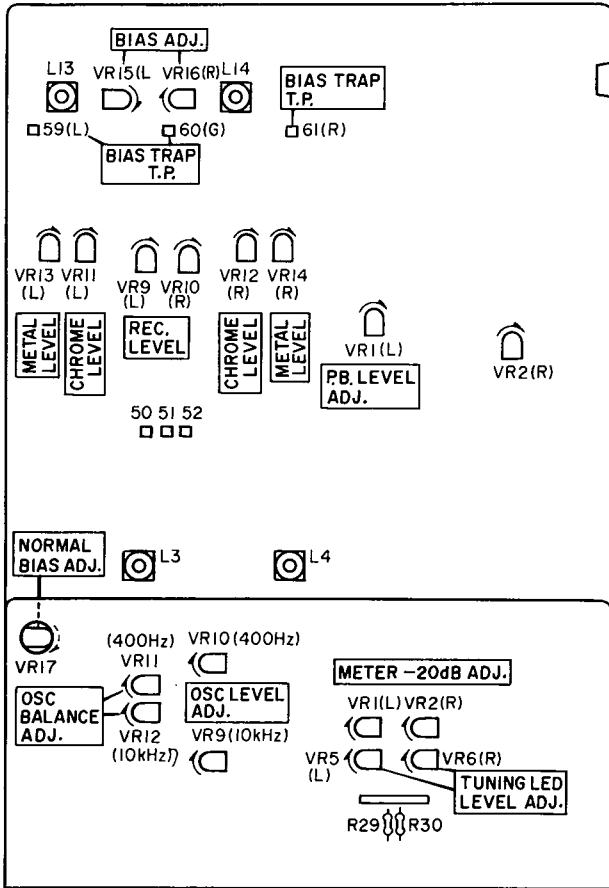 BIAS ADJ.
L13 VR15(L VR16(R) L14
BIAS TRAP
T.P.
59(L) 60(G) 61(R)
BIAS TRAP
T.P.
VR13
(L)
VR11
(L)
VR9
(L)
VR10
(R)
VR12
(R)
VR14
(R)
METAL
LEVEL
CHROME
LEVEL
REC.
LEVEL
CHROME
LEVEL
METAL
LEVEL
VR1(L)
P.B. LEVEL
ADJ.
VR2(R)
50 51 52
NORMAL
BIAS ADJ.
L3 L4
VR17
(400Hz)
VR11
VR10(400Hz)
OSC
BALANCE
ADJ.
OSC LEVEL
ADJ.
VR12
(10kHz)
VR9(10kHz)
METER -20dB ADJ.
VR1(L) VR2(R)
VR5
(L)
VR6(R)
TUNING LED
LEVEL ADJ.
R29 R30